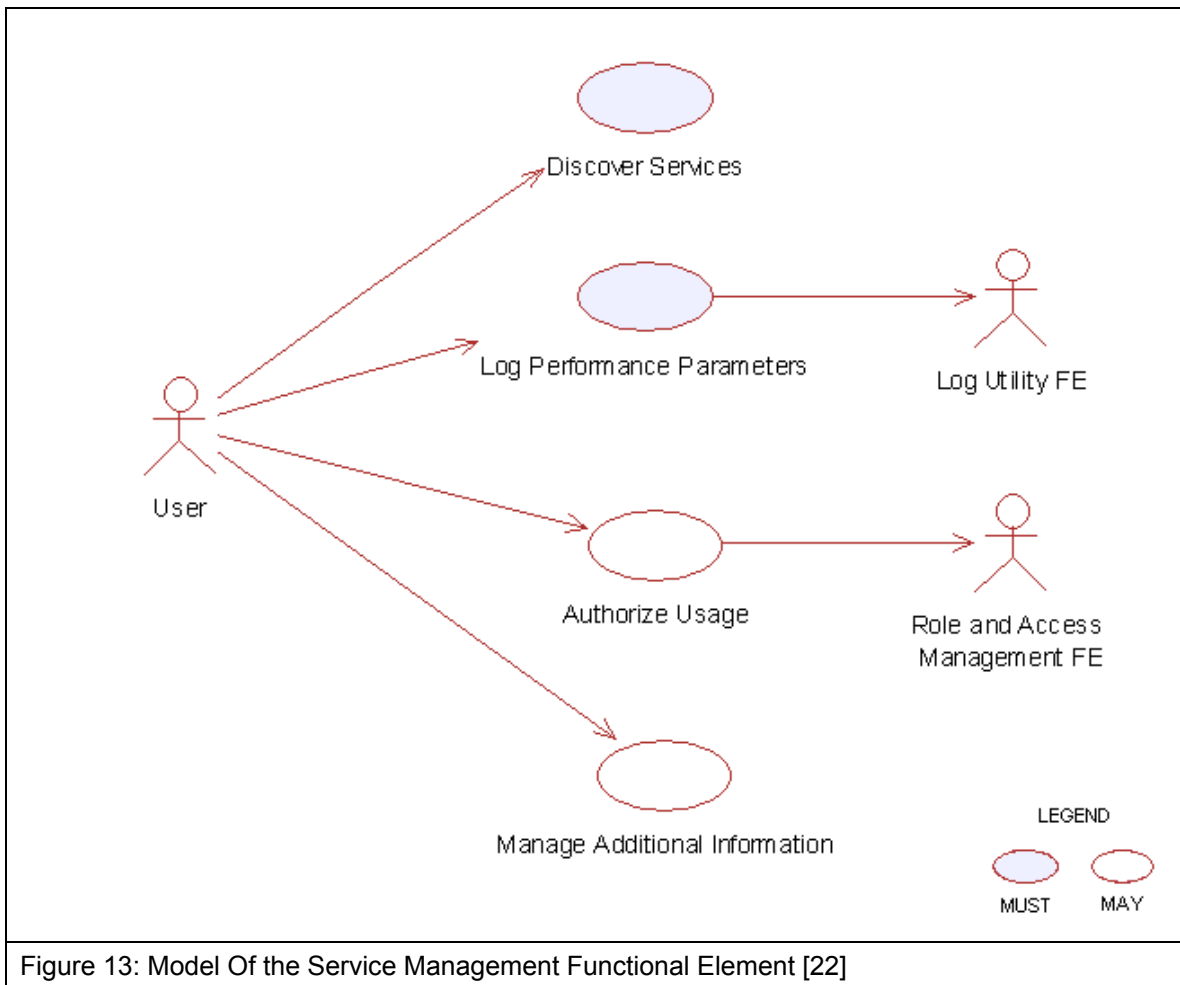 Discover Services
Log Performance Parameters
Log Utility FE
User
Authorize Usage
Role and Access
Management FE
Manage Additional Information
LEGEND
MUST
MAY
Figure 13: Model Of the Service Management Functional Element [22]